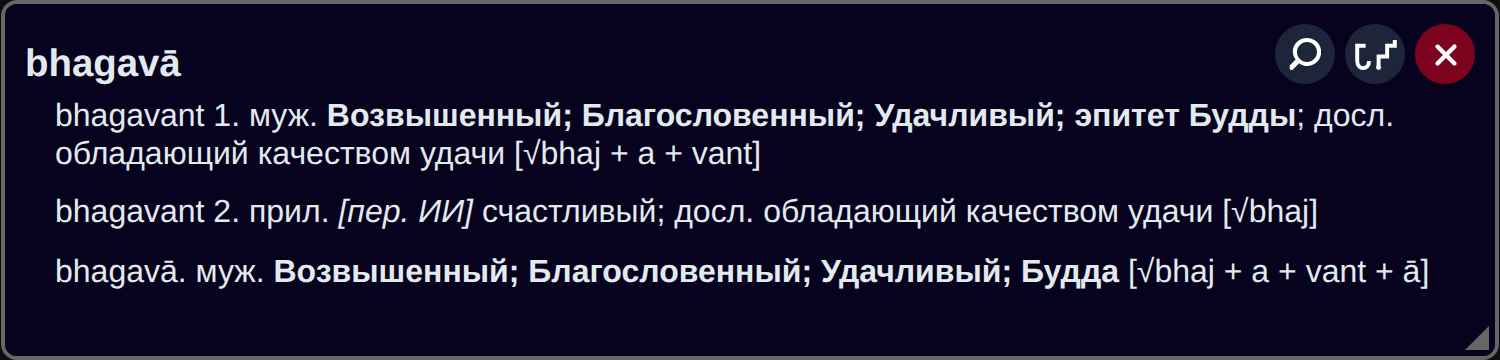 bhagavā
bhagavant 1. муж. Возвышенный; Благословенный; Удачливый; эпитет Будды; досл.
обладающий качеством удачи [√bhaj + a + vant]
bhagavant 2. прил. [пер. ИИ] счастливый; досл. обладающий качеством удачи [√bhaj]
bhagavā. муж. Возвышенный; Благословенный; Удачливый; Будда [√bhaj + a + vant + ā]